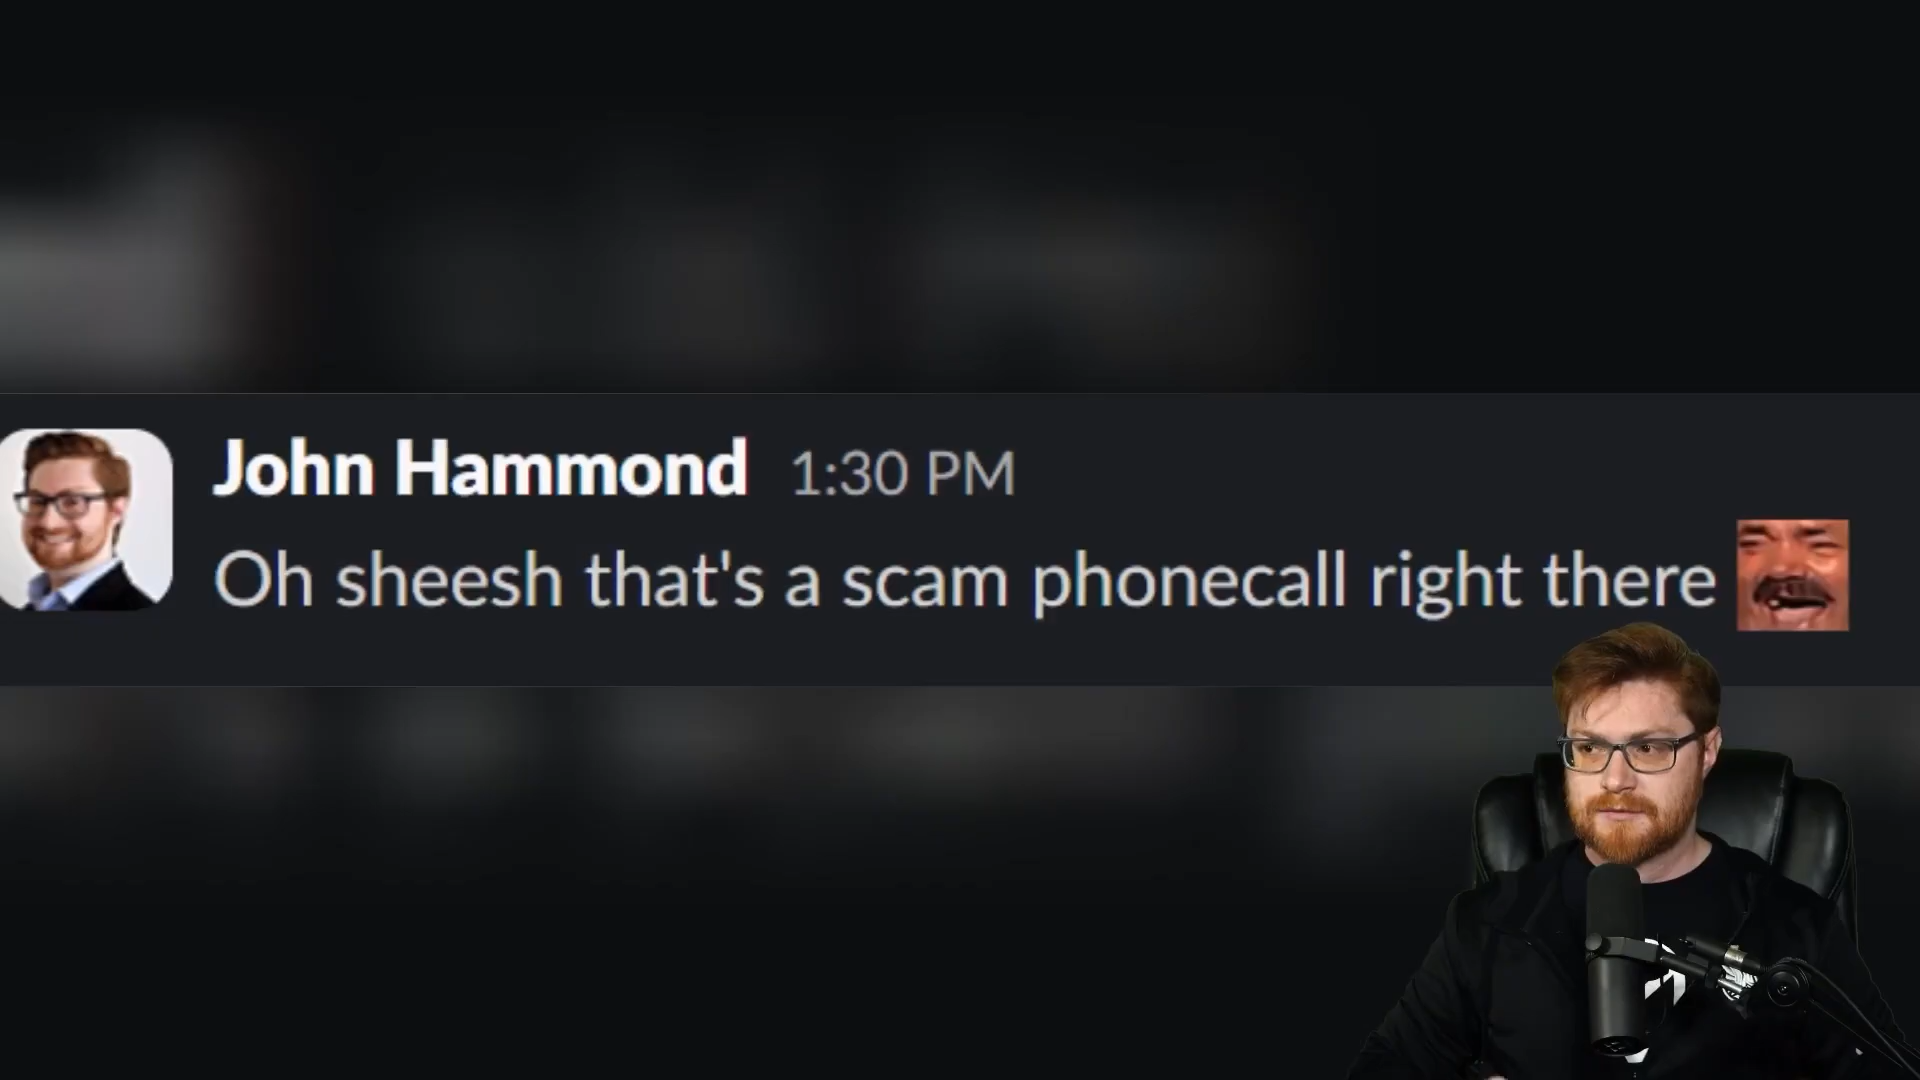 John Hammond 1:30 PM
Oh sheesh that's a scam phonecall right there